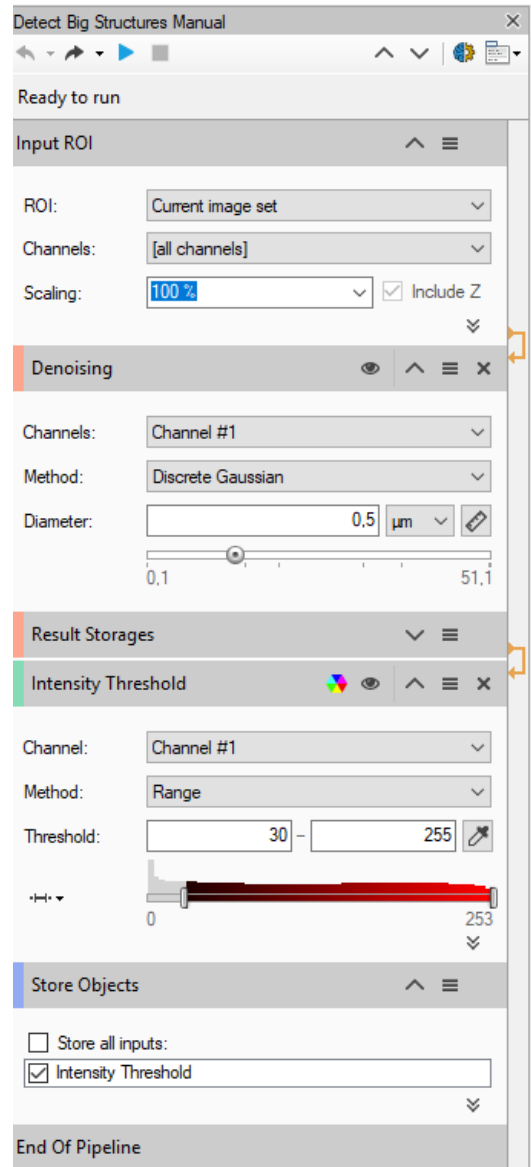 Detect Big Structures Manual
Ready to run
Input ROI
ROI: Current image set
Channels: [all channels]
Scaling: 100 % Include Z
Denoising
Channels: Channel #1
Method: Discrete Gaussian
Diameter: 0,5 µm
0,1 51,1
Result Storages
Intensity Threshold
Channel: Channel #1
Method: Range
Threshold: 30 – 255
0 253
Store Objects
Store all inputs:
Intensity Threshold
End Of Pipeline